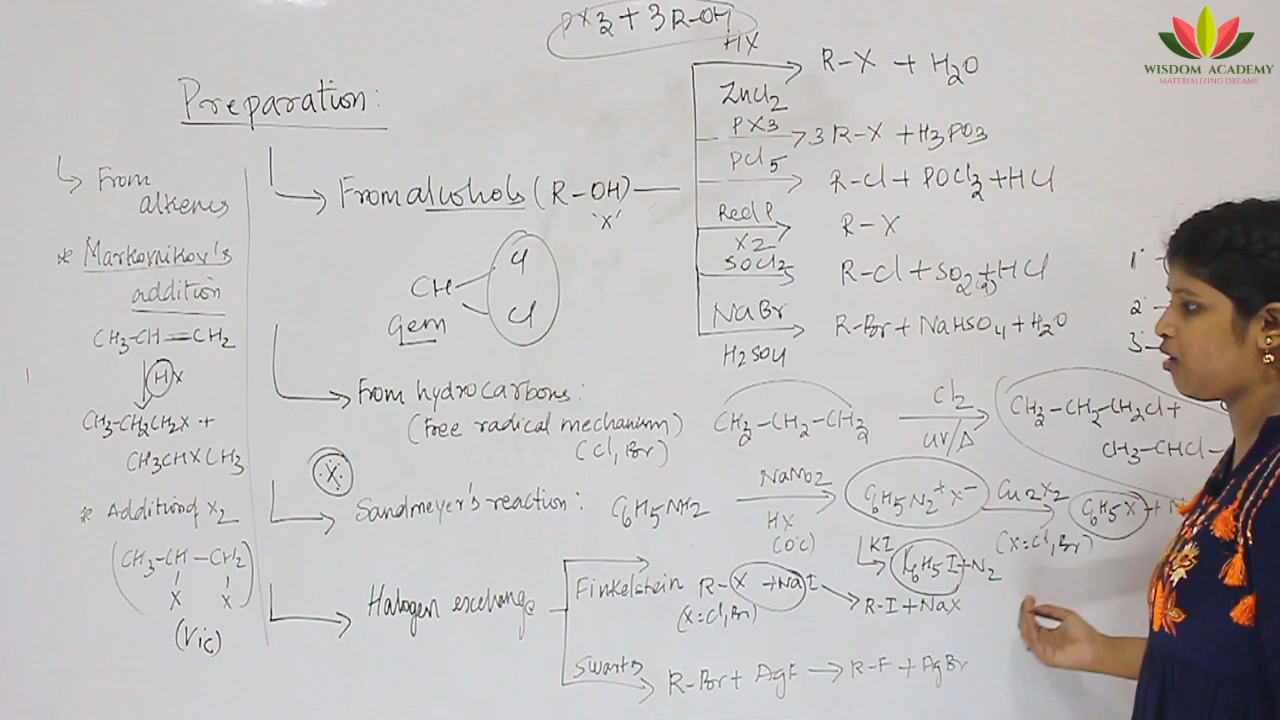 PX3 + 3R-OH
Preparation:
From
alkenes
* Markovnikov's
addition
CH3-CH=CH2
HX
CH3-CH2CH2X +
CH3CHXCH3
* Addition of X2
CH3-CH-CH2
X X
(Vic)
From alcohols (R-OH)
'X'
HX
ZnCl2
R-X + H2O
PX3
3R-X + H3PO3
PCl5
R-Cl + POCl3 + HCl
Red P
X2
R-X
SOCl2
R-Cl + SO2(g) + HCl
NaBr
H2SO4
R-Br + NaHSO4 + H2O
CH
Cl
Cl
gem
From hydrocarbons:
(Free radical mechanism)
(Cl, Br)
CH3-CH2-CH3
Cl2
UV/Δ
CH3-CH2-CH2Cl +
CH3-CHCl-
X
Sandmeyer's reaction: C6H5NH2
NaNO2
HX
(0°C)
C6H5N2+X-
Cu2X2
(X=Cl, Br)
C6H5X + N
KI
C6H5I + N2
Halogen exchange
Finkelstein R-X + NaI
(X=Cl, Br)
R-I + NaX
Swarts
R-Br + AgF → R-F + AgBr
1°-
2°-
3°-
WISDOM ACADEMY
MATERIALIZING DREAMS